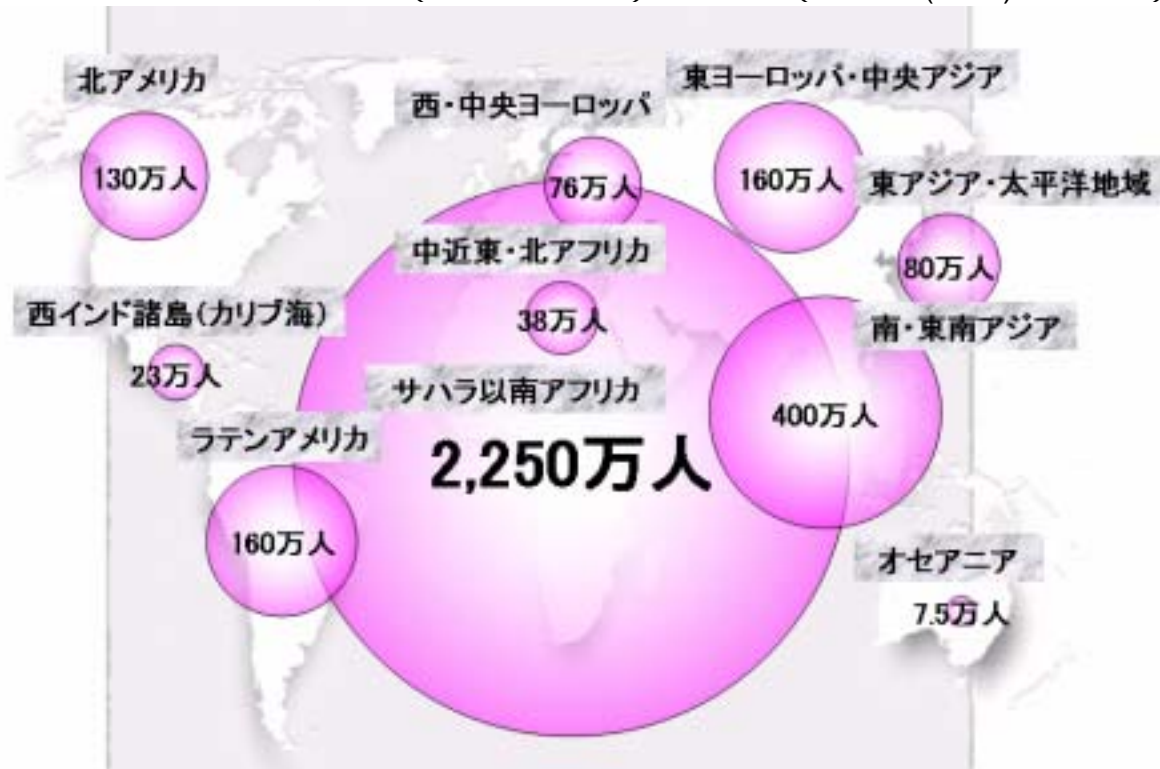 北アメリカ
130万人
西・中央ヨーロッパ
76万人
東ヨーロッパ・中央アジア
160万人
東アジア・太平洋地域
80万人
中近東・北アフリカ
38万人
西インド諸島(カリブ海)
23万人
南・東南アジア
400万人
サハラ以南アフリカ
2,250万人
ラテンアメリカ
160万人
オセアニア
7.5万人